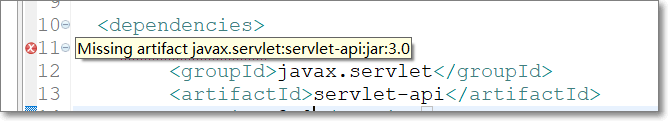 10 <dependencies>
11 Missing artifact javax.servlet:servlet-api:jar:3.0
12 <groupId>javax.servlet</groupId>
13 <artifactId>servlet-api</artifactId>